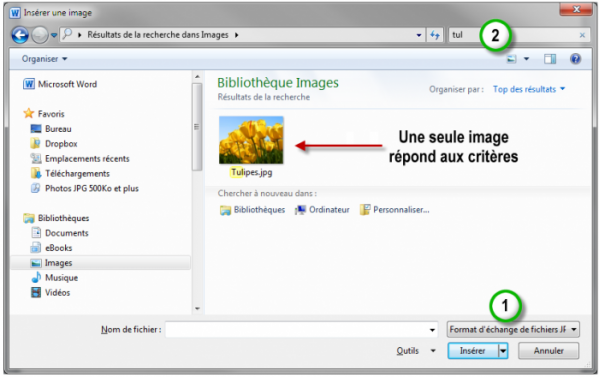 Insérer une image
Résultats de la recherche dans Images
tul
2
Organiser
Microsoft Word
Favoris
Bureau
Dropbox
Emplacements récents
Téléchargements
Photos JPG 500Ko et plus
Bibliothèques
Documents
eBooks
Images
Musique
Vidéos
Bibliothèque Images
Résultats de la recherche
Organiser par : Top des résultats
Tulipes.jpg
Une seule image
répond aux critères
Chercher à nouveau dans :
Bibliothèques Ordinateur Personnaliser...
1
Nom de fichier :
Format d'échange de fichiers JF
Outils Insérer Annuler